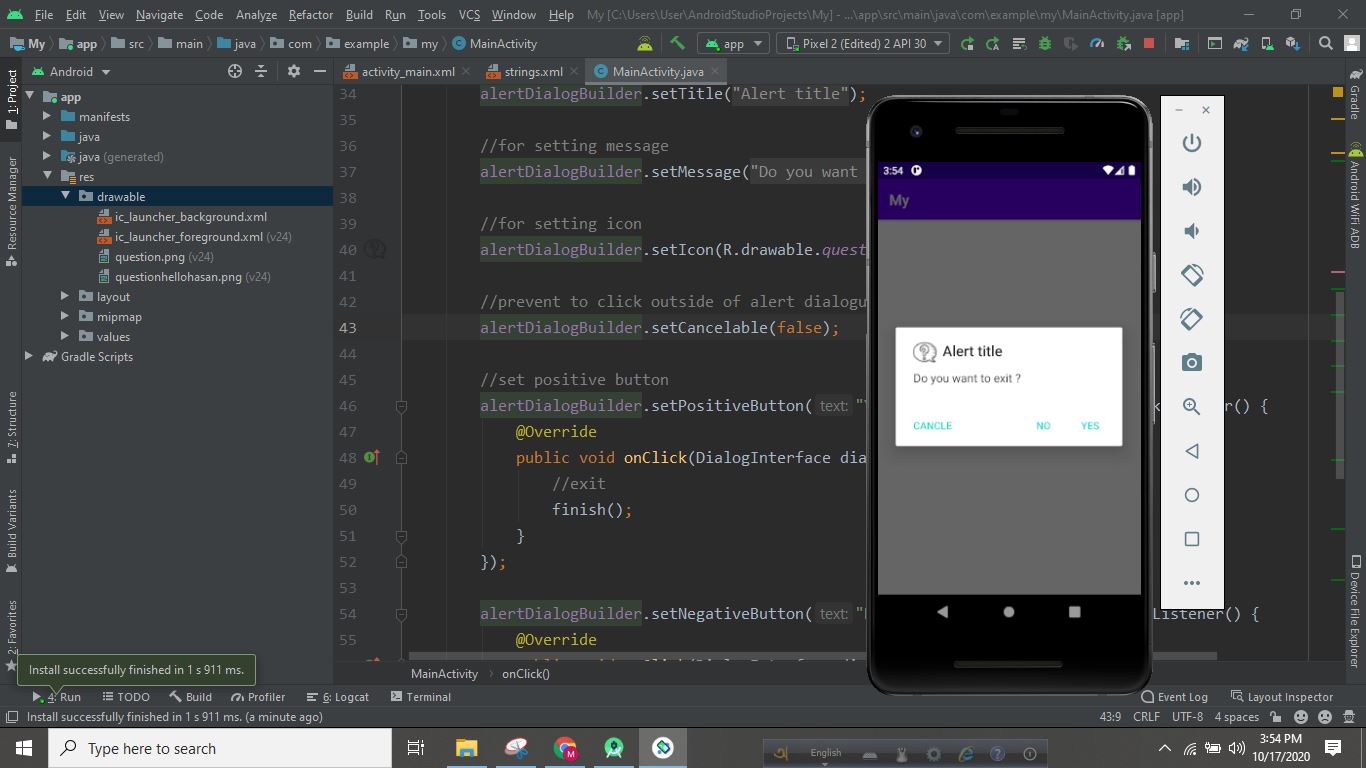 File Edit View Navigate Code Analyze Refactor Build Run Tools VCS Window Help My [C:\Users\User\AndroidStudioProjects\My] - ...\app\src\main\java\com\example\my\MainActivity.java [app]
My app src main java com example my MainActivity
app Pixel 2 (Edited) 2 API 30
Android
activity_main.xml strings.xml MainActivity.java
1: Project
Resource Manager
7: Structure
Build Variants
2: Favorites
app
manifests
java
java (generated)
res
drawable
ic_launcher_background.xml
ic_launcher_foreground.xml (v24)
question.png (v24)
questionhellohasan.png (v24)
layout
mipmap
values
Gradle Scripts
34 alertDialogBuilder.setTitle("Alert title");
35
36 //for setting message
37 alertDialogBuilder.setMessage("Do you want
38
39 //for setting icon
40 alertDialogBuilder.setIcon(R.drawable.quest
41
42 //prevent to click outside of alert dialogu
43 alertDialogBuilder.setCancelable(false);
44
45 //set positive button
46 alertDialogBuilder.setPositiveButton( text: "
47 @Override
48 public void onClick(DialogInterface dia
49 //exit
50 finish();
51 }
52 });
53
54 alertDialogBuilder.setNegativeButton( text: " Listener() {
55 @Override
3:54
My
Alert title
Do you want to exit ?
CANCLE NO YES
Gradle
Android WiFi ADB
Device File Explorer
MainActivity onClick()
Install successfully finished in 1 s 911 ms.
4: Run TODO Build Profiler 6: Logcat Terminal Event Log Layout Inspector
Install successfully finished in 1 s 911 ms. (a minute ago) 43:9 CRLF UTF-8 4 spaces
Type here to search
English
3:54 PM
10/17/2020